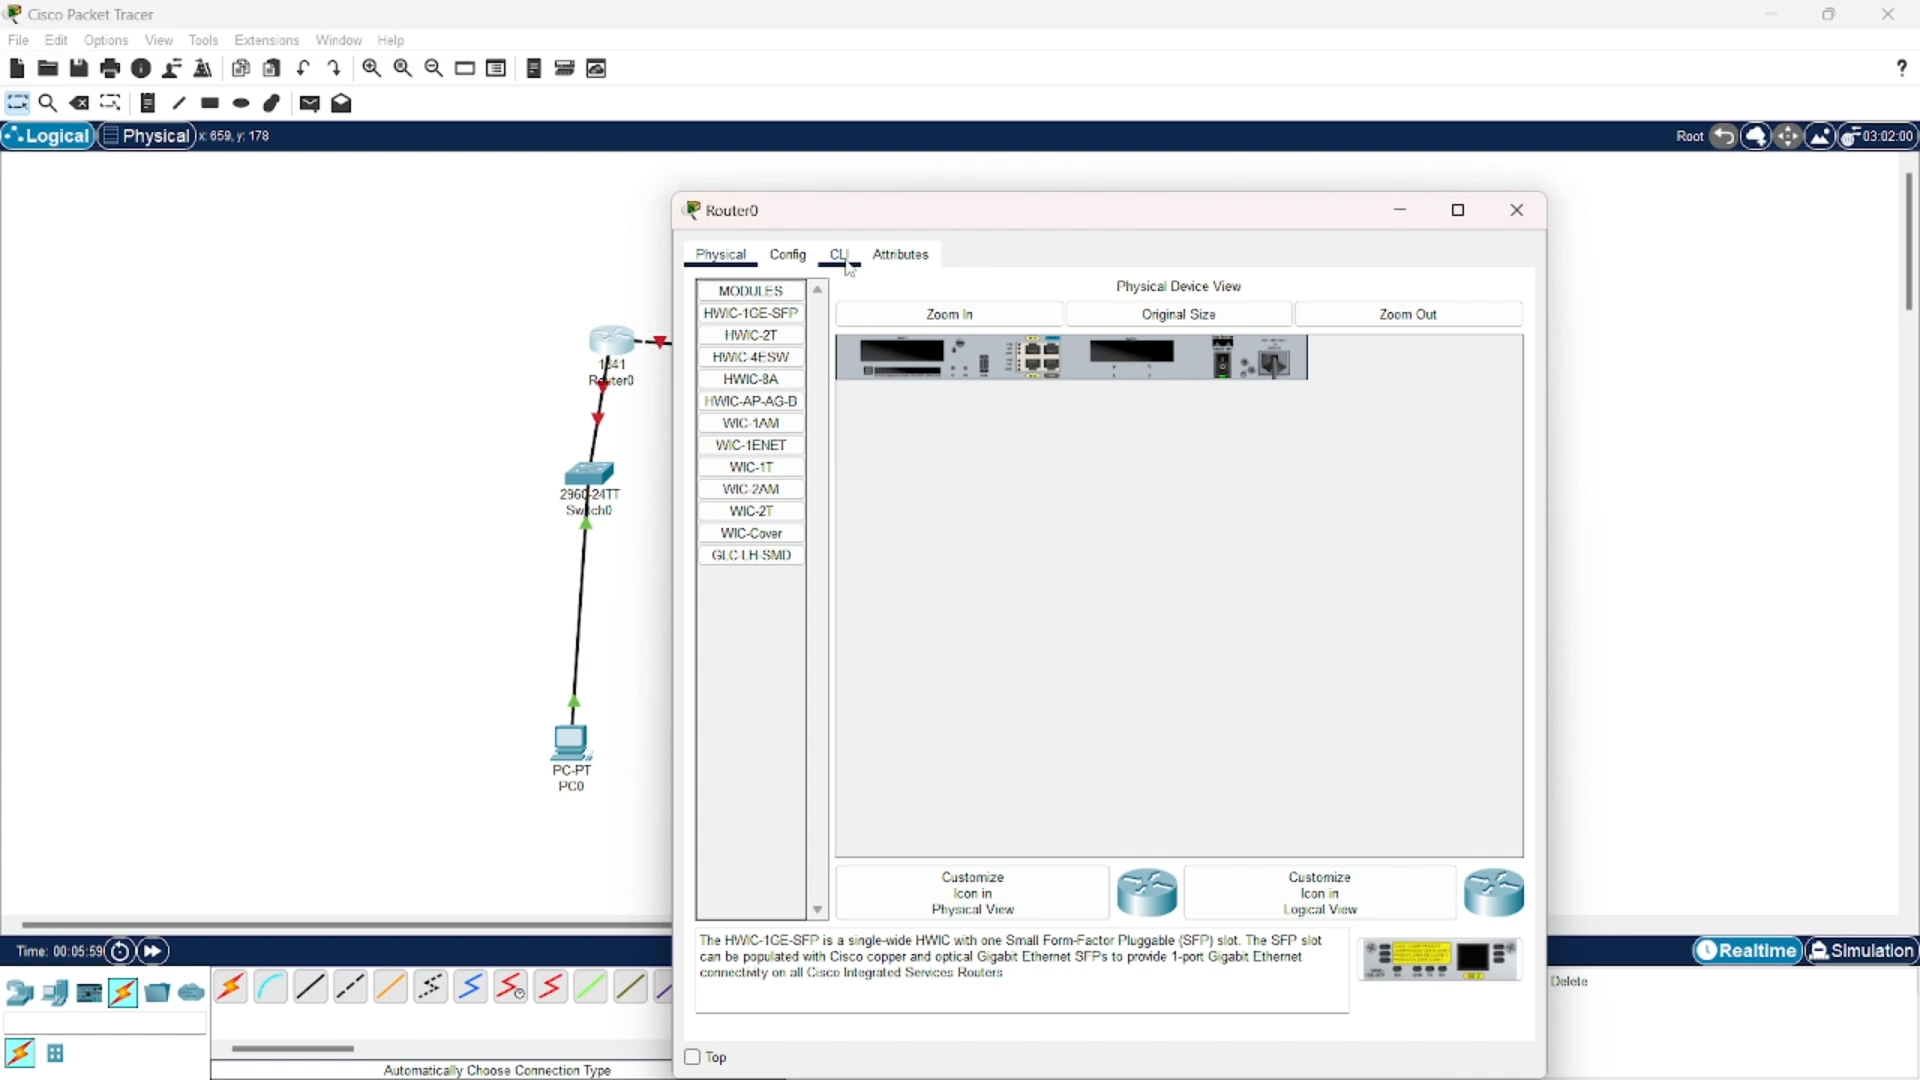 Cisco Packet Tracer
File Edit Options View Tools Extensions Window Help
?
Logical Physical x: 659, y: 178
Root 03:02:00
Router0
Physical Config CLI Attributes
MODULES
HWIC-1GE-SFP
HWIC-2T
HWIC-4ESW
HWIC-8A
HWIC-AP-AG-B
WIC-1AM
WIC-1ENET
WIC-1T
WIC-2AM
WIC-2T
WIC-Cover
GLC-LH-SMD
Physical Device View
Zoom In Original Size Zoom Out
1841
Router0
2960-24TT
Switch0
PC-PT
PC0
Customize
Icon in
Physical View
Customize
Icon in
Logical View
The HWIC-1GE-SFP is a single-wide HWIC with one Small Form-Factor Pluggable (SFP) slot. The SFP slot
can be populated with Cisco copper and optical Gigabit Ethernet SFPs to provide 1-port Gigabit Ethernet
connectivity on all Cisco Integrated Services Routers
Top
Time: 00:05:59
Realtime Simulation
Delete
Automatically Choose Connection Type